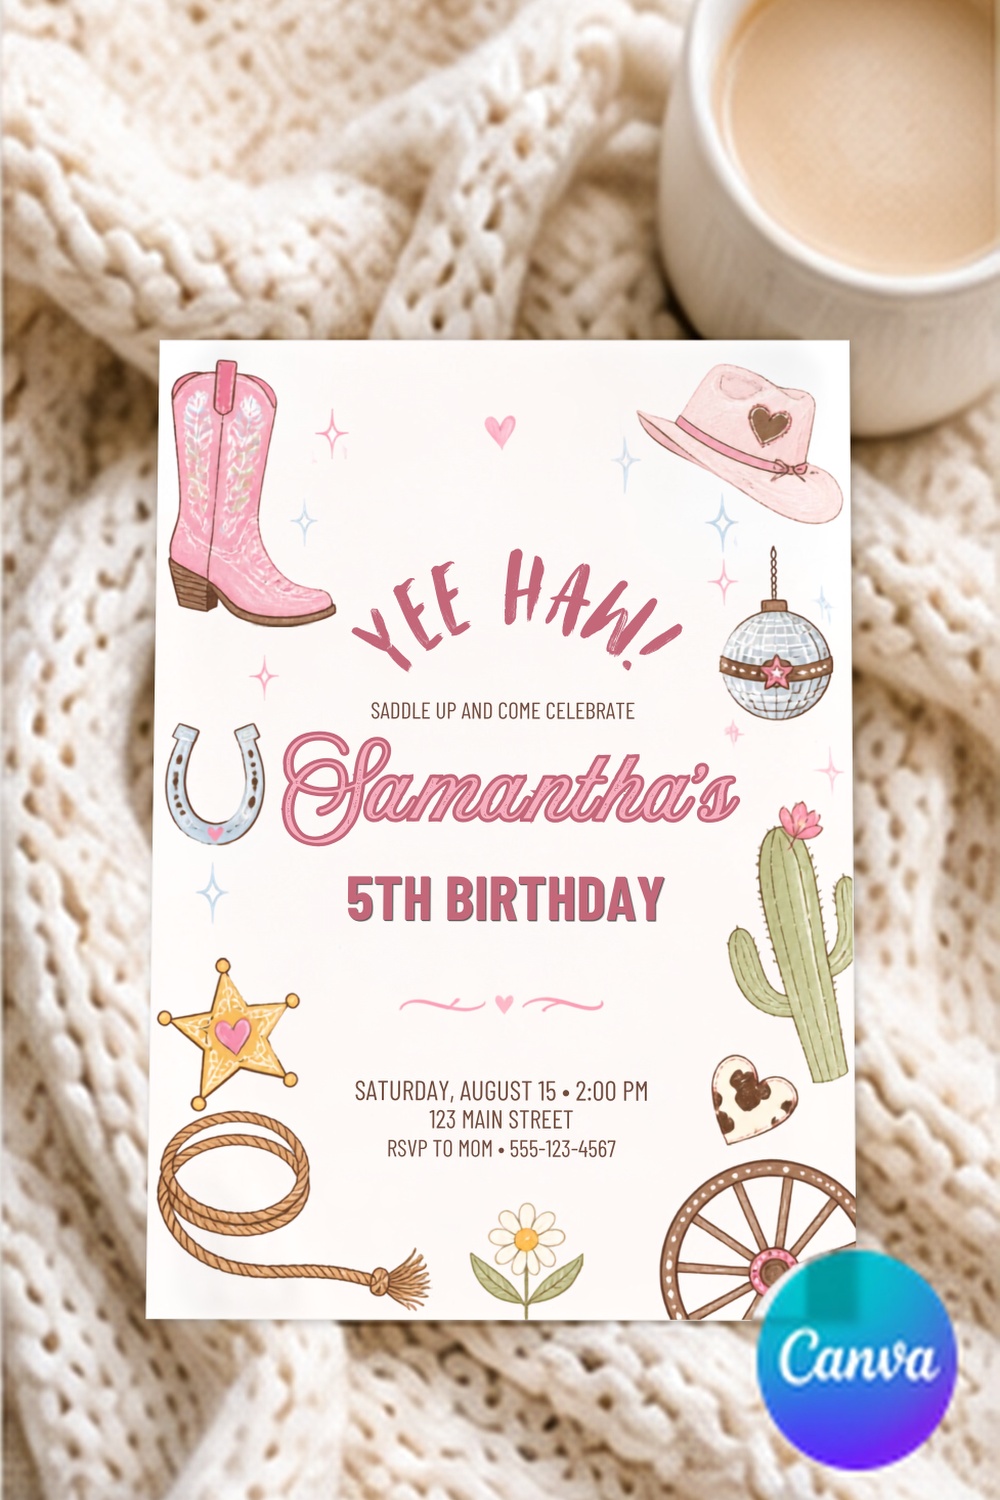 YEE HAW!
SADDLE UP AND COME CELEBRATE
Samantha's
5TH BIRTHDAY
SATURDAY, AUGUST 15 • 2:00 PM
123 MAIN STREET
RSVP TO MOM • 555-123-4567
Canva